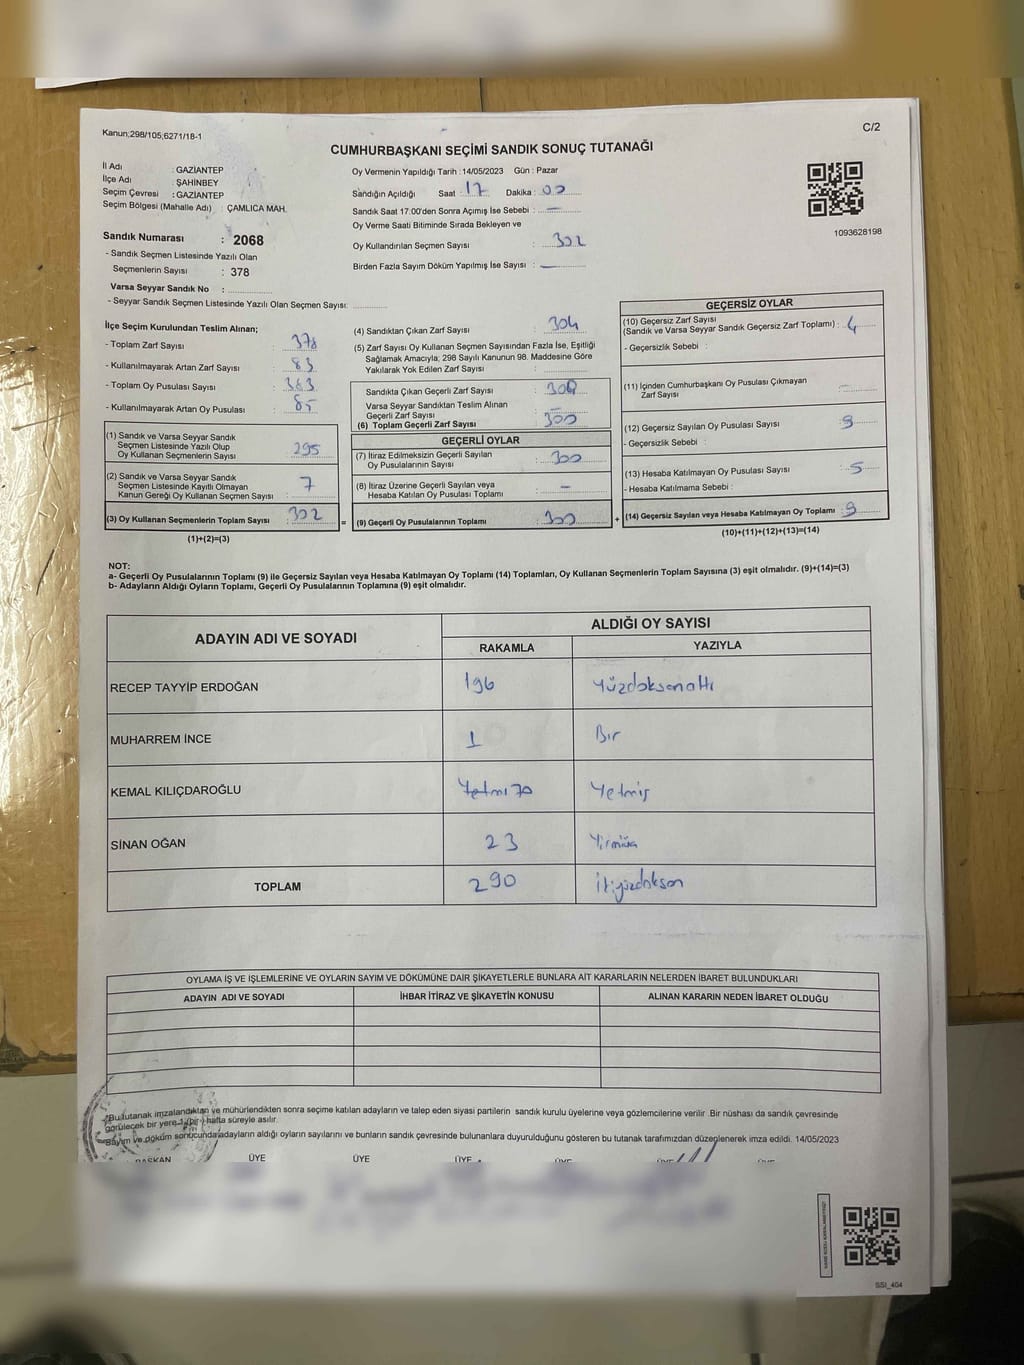 Kanun;298/105,6271/18-1
C/2
CUMHURBAŞKANI SEÇİMİ SANDIK SONUÇ TUTANAĞI
İl Adı : GAZİANTEP
İlçe Adı : ŞAHİNBEY
Seçim Çevresi : GAZİANTEP
Seçim Bölgesi (Mahalle Adı) : ÇAMLICA MAH.
Sandık Numarası : 2068
- Sandık Seçmen Listesinde Yazılı Olan
Seçmenlerin Sayısı : 378
Varsa Seyyar Sandık No :
- Seyyar Sandık Seçmen Listesinde Yazılı Olan Seçmen Sayısı:
Oy Vermenin Yapıldığı Tarih : 14/05/2023 Gün : Pazar
Sandığın Açıldığı Saat : 17 Dakika : 00
Sandık Saat 17:00'den Sonra Açımış İse Sebebi : —
Oy Verme Saati Bitiminde Sırada Bekleyen ve
Oy Kullandırılan Seçmen Sayısı : 302
Birden Fazla Sayım Döküm Yapılmış İse Sayısı : —
1093628198
İlçe Seçim Kurulundan Teslim Alınan;
- Toplam Zarf Sayısı : 378
- Kullanılmayarak Artan Zarf Sayısı : 83
- Toplam Oy Pusulası Sayısı : 383
- Kullanılmayarak Artan Oy Pusulası : 85
(1) Sandık ve Varsa Seyyar Sandık
Seçmen Listesinde Yazılı Olup
Oy Kullanan Seçmenlerin Sayısı : 295
(2) Sandık ve Varsa Seyyar Sandık
Seçmen Listesinde Kayıtlı Olmayan
Kanun Gereği Oy Kullanan Seçmen Sayısı : 7
(3) Oy Kullanan Seçmenlerin Toplam Sayısı : 302 =
(1)+(2)=(3)
(4) Sandıktan Çıkan Zarf Sayısı : 304
(5) Zarf Sayısı Oy Kullanan Seçmen Sayısından Fazla İse, Eşitliği
Sağlamak Amacıyla; 298 Sayılı Kanunun 98. Maddesine Göre
Yakılarak Yok Edilen Zarf Sayısı :
Sandıkta Çıkan Geçerli Zarf Sayısı : 300
Varsa Seyyar Sandıktan Teslim Alınan
Geçerli Zarf Sayısı : —
(6) Toplam Geçerli Zarf Sayısı : 300
GEÇERLİ OYLAR
(7) İtiraz Edilmeksizin Geçerli Sayılan
Oy Pusulalarının Sayısı : 300
(8) İtiraz Üzerine Geçerli Sayılan veya
Hesaba Katılan Oy Pusulası Toplamı : —
(9) Geçerli Oy Pusulalarının Toplamı : 300 +
GEÇERSİZ OYLAR
(10) Geçersiz Zarf Sayısı
(Sandık ve Varsa Seyyar Sandık Geçersiz Zarf Toplamı) : 4
- Geçersizlik Sebebi :
(11) İçinden Cumhurbaşkanı Oy Pusulası Çıkmayan
Zarf Sayısı : —
(12) Geçersiz Sayılan Oy Pusulası Sayısı : 9
- Geçersizlik Sebebi :
(13) Hesaba Katılmayan Oy Pusulası Sayısı : 5
- Hesaba Katılmama Sebebi :
(14) Geçersiz Sayılan veya Hesaba Katılmayan Oy Toplamı : 9
(10)+(11)+(12)+(13)=(14)
NOT:
a- Geçerli Oy Pusulalarının Toplamı (9) ile Geçersiz Sayılan veya Hesaba Katılmayan Oy Toplamı (14) Toplamları, Oy Kullanan Seçmenlerin Toplam Sayısına (3) eşit olmalıdır. (9)+(14)=(3)
b- Adayların Aldığı Oyların Toplamı, Geçerli Oy Pusulalarının Toplamına (9) eşit olmalıdır.
ADAYIN ADI VE SOYADI ALDIĞI OY SAYISI
RAKAMLA YAZIYLA
RECEP TAYYİP ERDOĞAN 196 Yüzdoksanaltı
MUHARREM İNCE 1 Bir
KEMAL KILIÇDAROĞLU Yetmı 70 Yetmiş
SİNAN OĞAN 23
TOPLAM 290 İkiyüzdoksan
OYLAMA İŞ VE İŞLEMLERİNE VE OYLARIN SAYIM VE DÖKÜMÜNE DAİR ŞİKAYETLERLE BUNLARA AİT KARARLARIN NELERDEN İBARET BULUNDUKLARI
ADAYIN ADI VE SOYADI İHBAR İTİRAZ VE ŞİKAYETİN KONUSU ALINAN KARARIN NEDEN İBARET OLDUĞU
*Bu tutanak imzalandıktan ve mühürlendikten sonra seçime katılan adayların ve talep eden siyasi partilerin sandık kurulu üyelerine veya gözlemcilerine verilir. Bir nüshası da sandık çevresinde
görülecek bir yere 1 (bir) hafta süreyle asılır.
*Sayım ve döküm sonucunda adayların aldığı oyların sayılarını ve bunların sandık çevresinde bulunanlara duyurulduğunu gösteren bu tutanak tarafımızdan düzenlenerek imza edildi. 14/05/2023
BAŞKAN ÜYE ÜYE ÜYE ÜYE ÜYE ÜYE
SSI_404